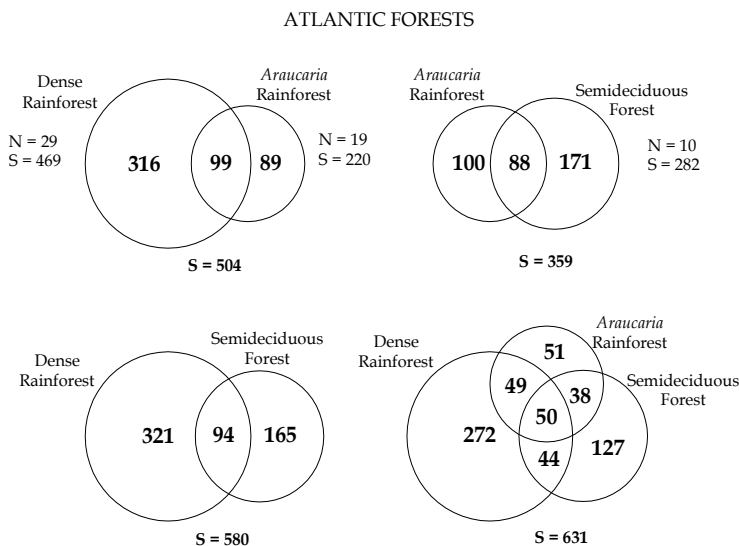 ATLANTIC FORESTS
Dense
Rainforest
Araucaria
Rainforest
N = 29
S = 469
316
99
89
N = 19
S = 220
S = 504
Araucaria
Rainforest
Semideciduous
Forest
100
88
171
N = 10
S = 282
S = 359
Dense
Rainforest
Semideciduous
Forest
321
94
165
S = 580
Dense
Rainforest
Araucaria
Rainforest
Semideciduous
Forest
51
49
38
50
272
127
44
S = 631